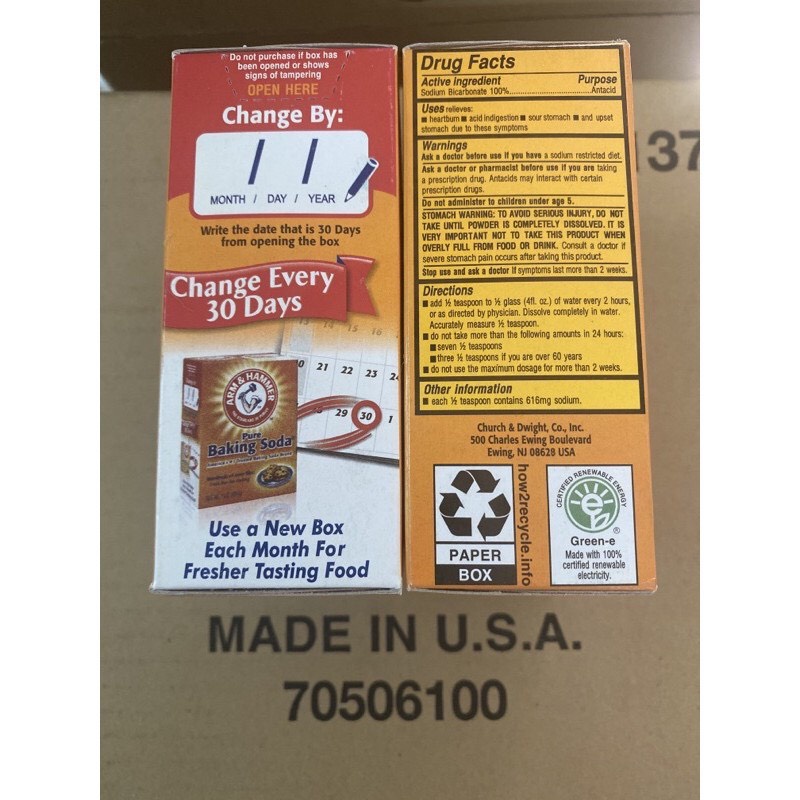 Do not purchase if box has
been opened or shows
signs of tampering
OPEN HERE
Change By:
/ /
MONTH / DAY / YEAR
Write the date that is 30 Days
from opening the box
Change Every
30 Days
13 14 15 16
20 21 22 23 24
29 30 1
ARM & HAMMER
Pure
Baking Soda
Use a New Box
Each Month For
Fresher Tasting Food
Drug Facts
Active ingredient Purpose
Sodium Bicarbonate 100%..................Antacid
Uses relieves:
■ heartburn ■ acid indigestion ■ sour stomach ■ and upset
stomach due to these symptoms
Warnings
Ask a doctor before use if you have a sodium restricted diet.
Ask a doctor or pharmacist before use if you are taking
a prescription drug. Antacids may interact with certain
prescription drugs.
Do not administer to children under age 5.
STOMACH WARNING: TO AVOID SERIOUS INJURY, DO NOT
TAKE UNTIL POWDER IS COMPLETELY DISSOLVED. IT IS
VERY IMPORTANT NOT TO TAKE THIS PRODUCT WHEN
OVERLY FULL FROM FOOD OR DRINK. Consult a doctor if
severe stomach pain occurs after taking this product.
Stop use and ask a doctor if symptoms last more than 2 weeks.
Directions
■ add ½ teaspoon to ½ glass (4fl. oz.) of water every 2 hours,
or as directed by physician. Dissolve completely in water.
Accurately measure ½ teaspoon.
■ do not take more than the following amounts in 24 hours:
■ seven ½ teaspoons
■ three ½ teaspoons if you are over 60 years
■ do not use the maximum dosage for more than 2 weeks.
Other information
■ each ½ teaspoon contains 616mg sodium.
Church & Dwight, Co., Inc.
500 Charles Ewing Boulevard
Ewing, NJ 08628 USA
PAPER
BOX
how2recycle.info
CERTIFIED RENEWABLE ENERGY
®
Green-e
Made with 100%
certified renewable
electricity.
37
MADE IN U.S.A.
70506100